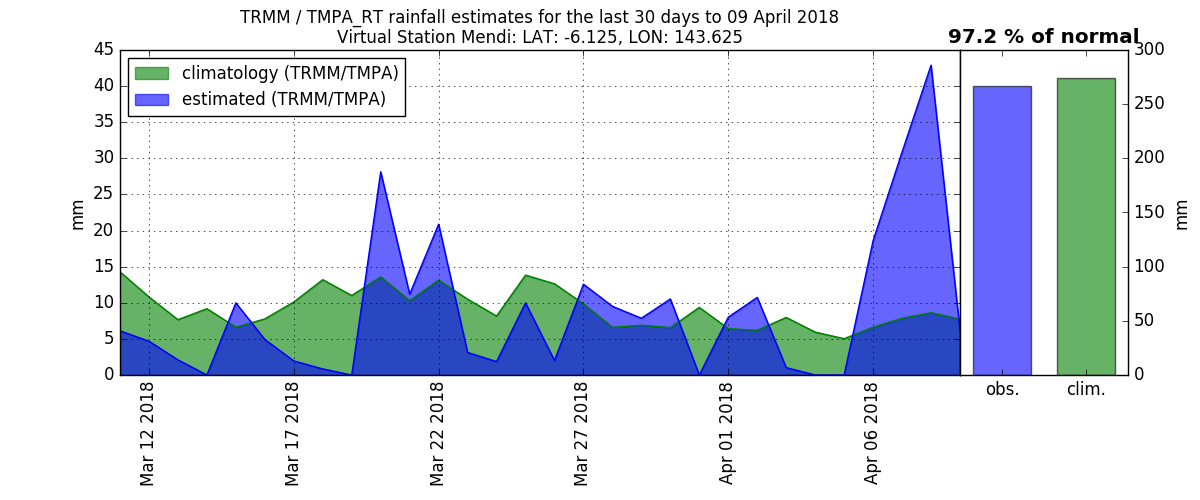 TRMM / TMPA_RT rainfall estimates for the last 30 days to 09 April 2018
Virtual Station Mendi: LAT: -6.125, LON: 143.625
97.2 % of normal
climatology (TRMM/TMPA)
estimated (TRMM/TMPA)
45
40
35
30
25
20
15
10
5
0
mm
300
250
200
150
100
50
0
mm
Mar 12 2018
Mar 17 2018
Mar 22 2018
Mar 27 2018
Apr 01 2018
Apr 06 2018
obs.
clim.